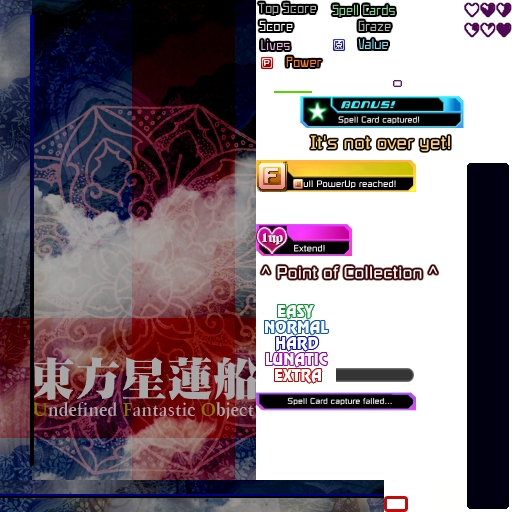 Top Score
Spell Cards
Score
Graze
Lives
Value
P Power
BONUS!
Spell Card captured!
It's not over yet!
F
Full PowerUp reached!
1up
Extend!
^ Point of Collection ^
EASY
NORMAL
HARD
LUNATIC
EXTRA
Spell Card capture failed...
東方星蓮船
Undefined Fantastic Object